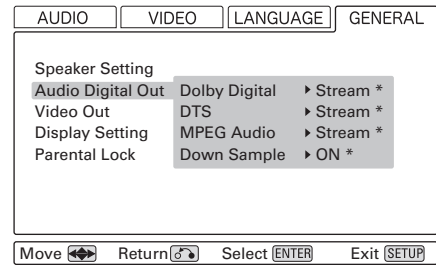 AUDIO VIDEO LANGUAGE GENERAL
Speaker Setting
Audio Digital Out Dolby Digital Stream *
Video Out DTS Stream *
Display Setting MPEG Audio Stream *
Parental Lock Down Sample ON *
Move Return Select ENTER Exit SETUP